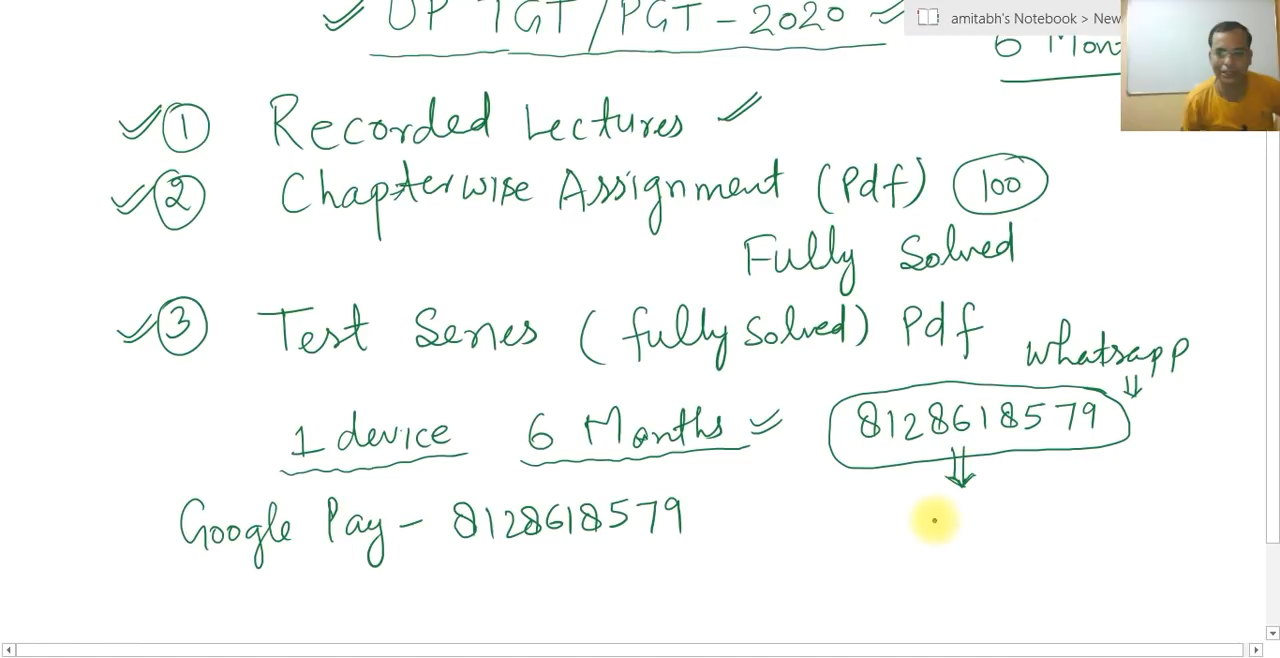 UP TGT/PGT - 2020
amitabh's Notebook > New
6 Mon
1 Recorded Lectures
2 Chapterwise Assignment (Pdf) 100
Fully Solved
3 Test Series (fully solved) Pdf
whatsapp
1 device 6 Months 8128618579
Google Pay - 8128618579